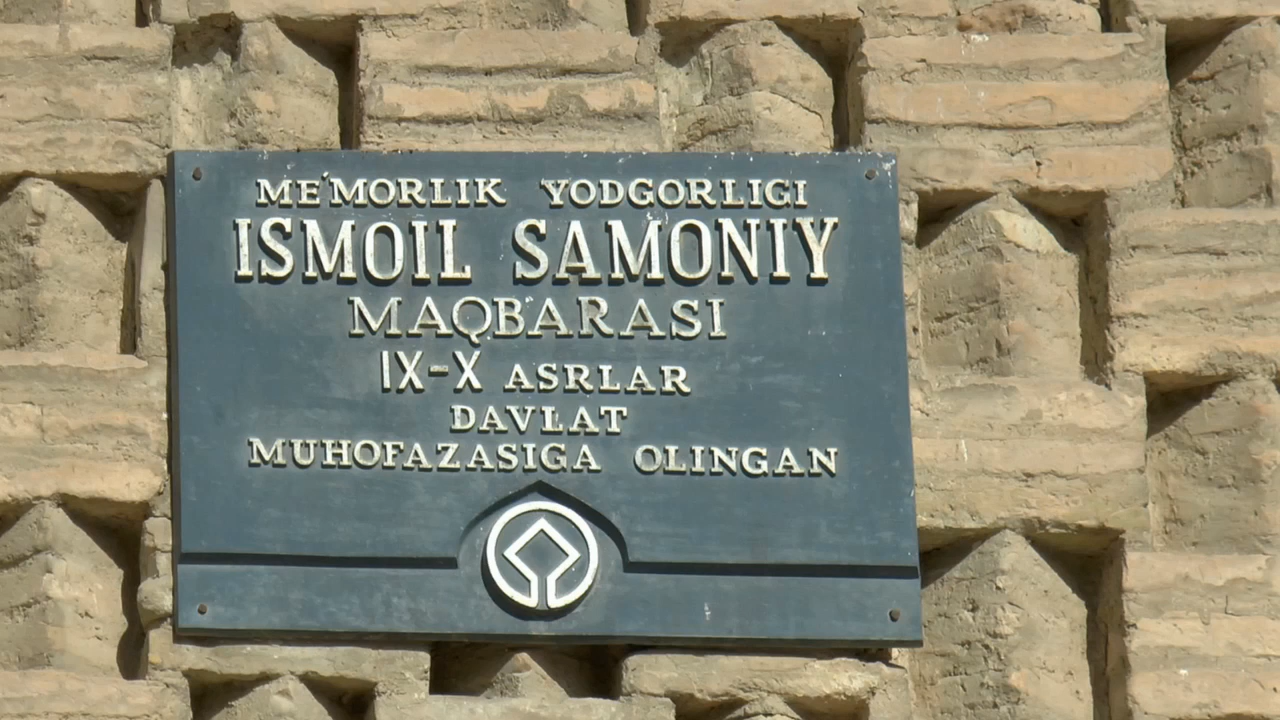 ME'MORLIK YODGORLIGI
ISMOIL SAMONIY
MAQBARASI
IX-X ASRLAR
DAVLAT
MUHOFAZASIGA OLINGAN